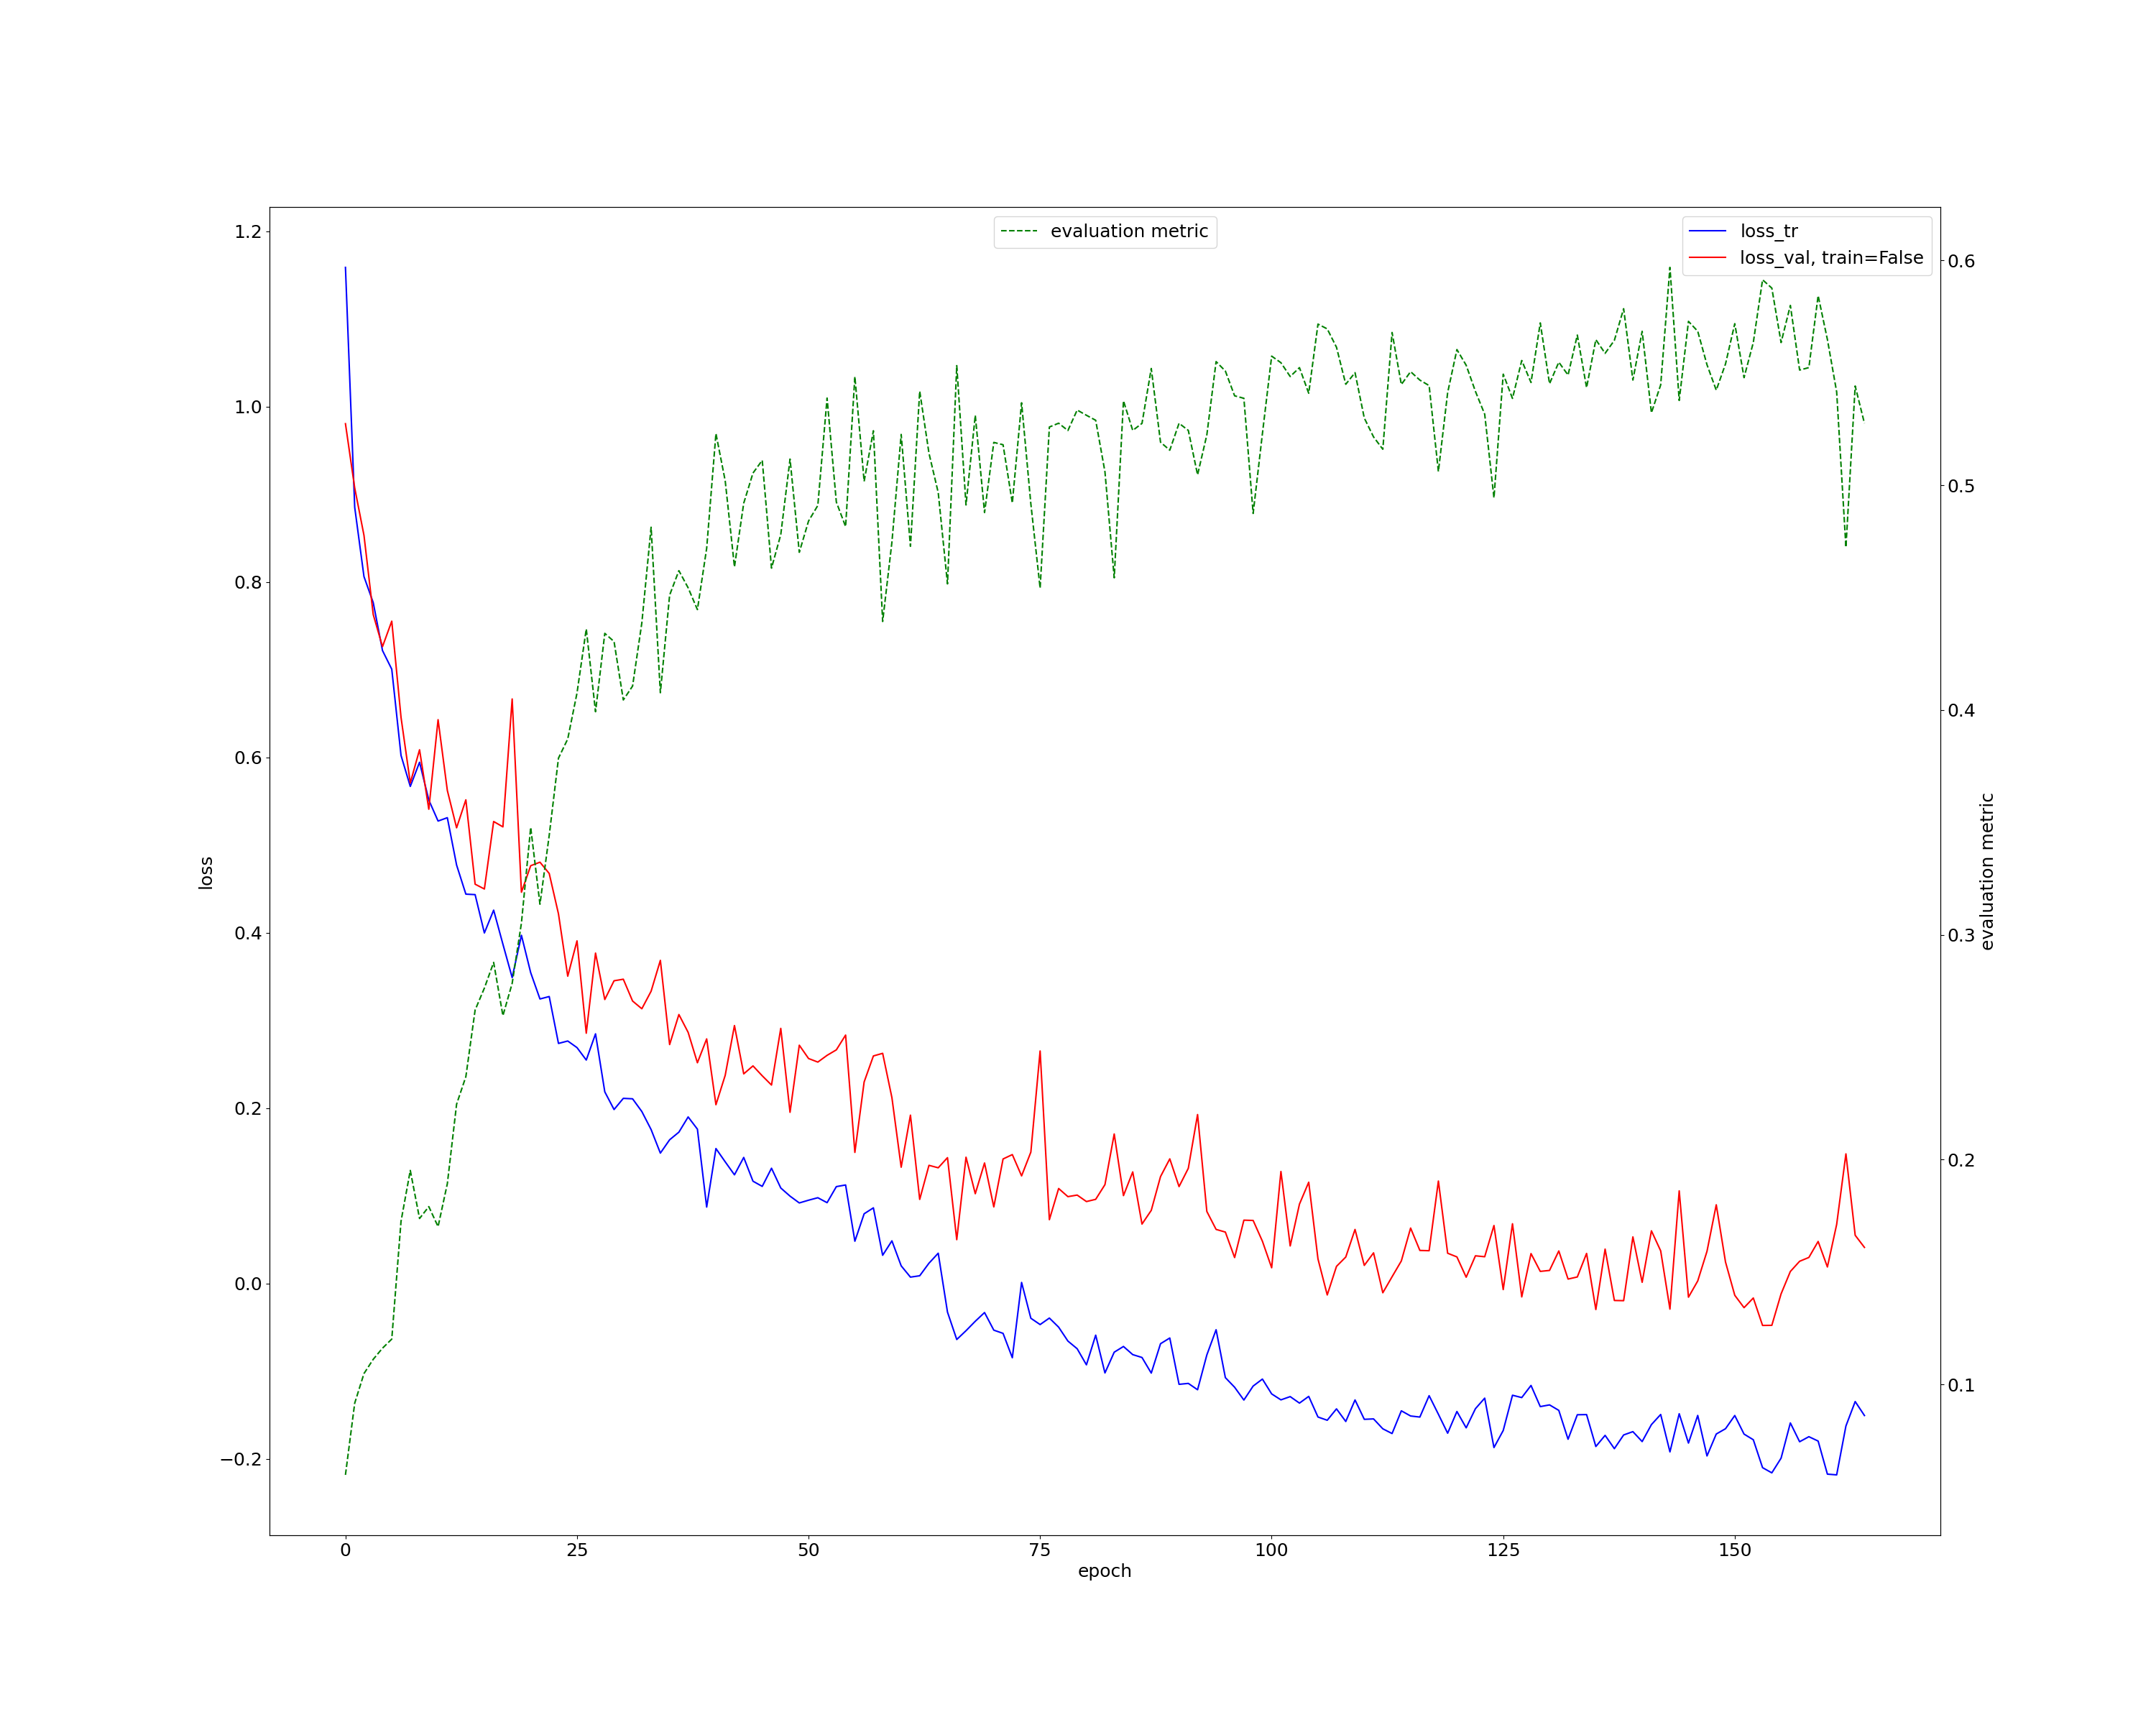 evaluation metric
loss_tr
loss_val, train=False
1.2
1.0
0.8
0.6
0.4
0.2
0.0
−0.2
loss
0.6
0.5
0.4
0.3
0.2
0.1
evaluation metric
0 25 50 75 100 125 150
epoch